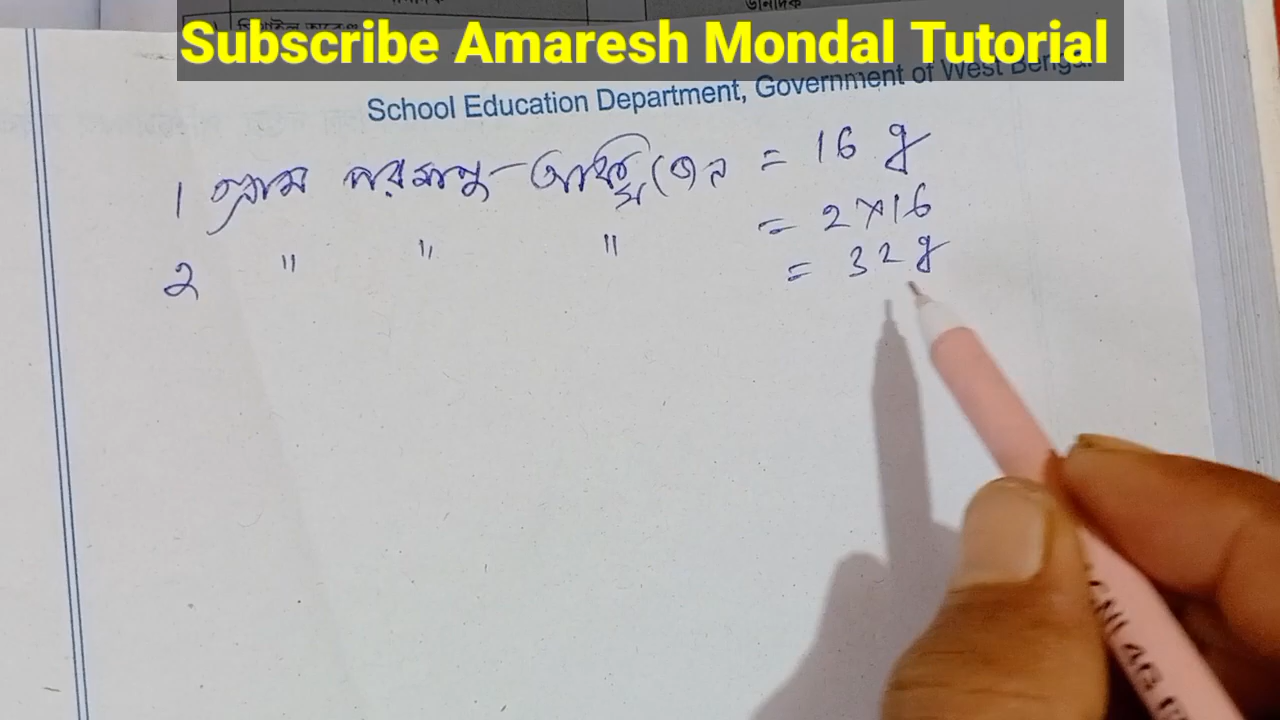 ডানদিক
Subscribe Amaresh Mondal Tutorial
School Education Department, Government of West Bengal
1 গ্রাম পরমানু-অক্সিজেন = 16 g
2 " " " = 2×16
= 32 g